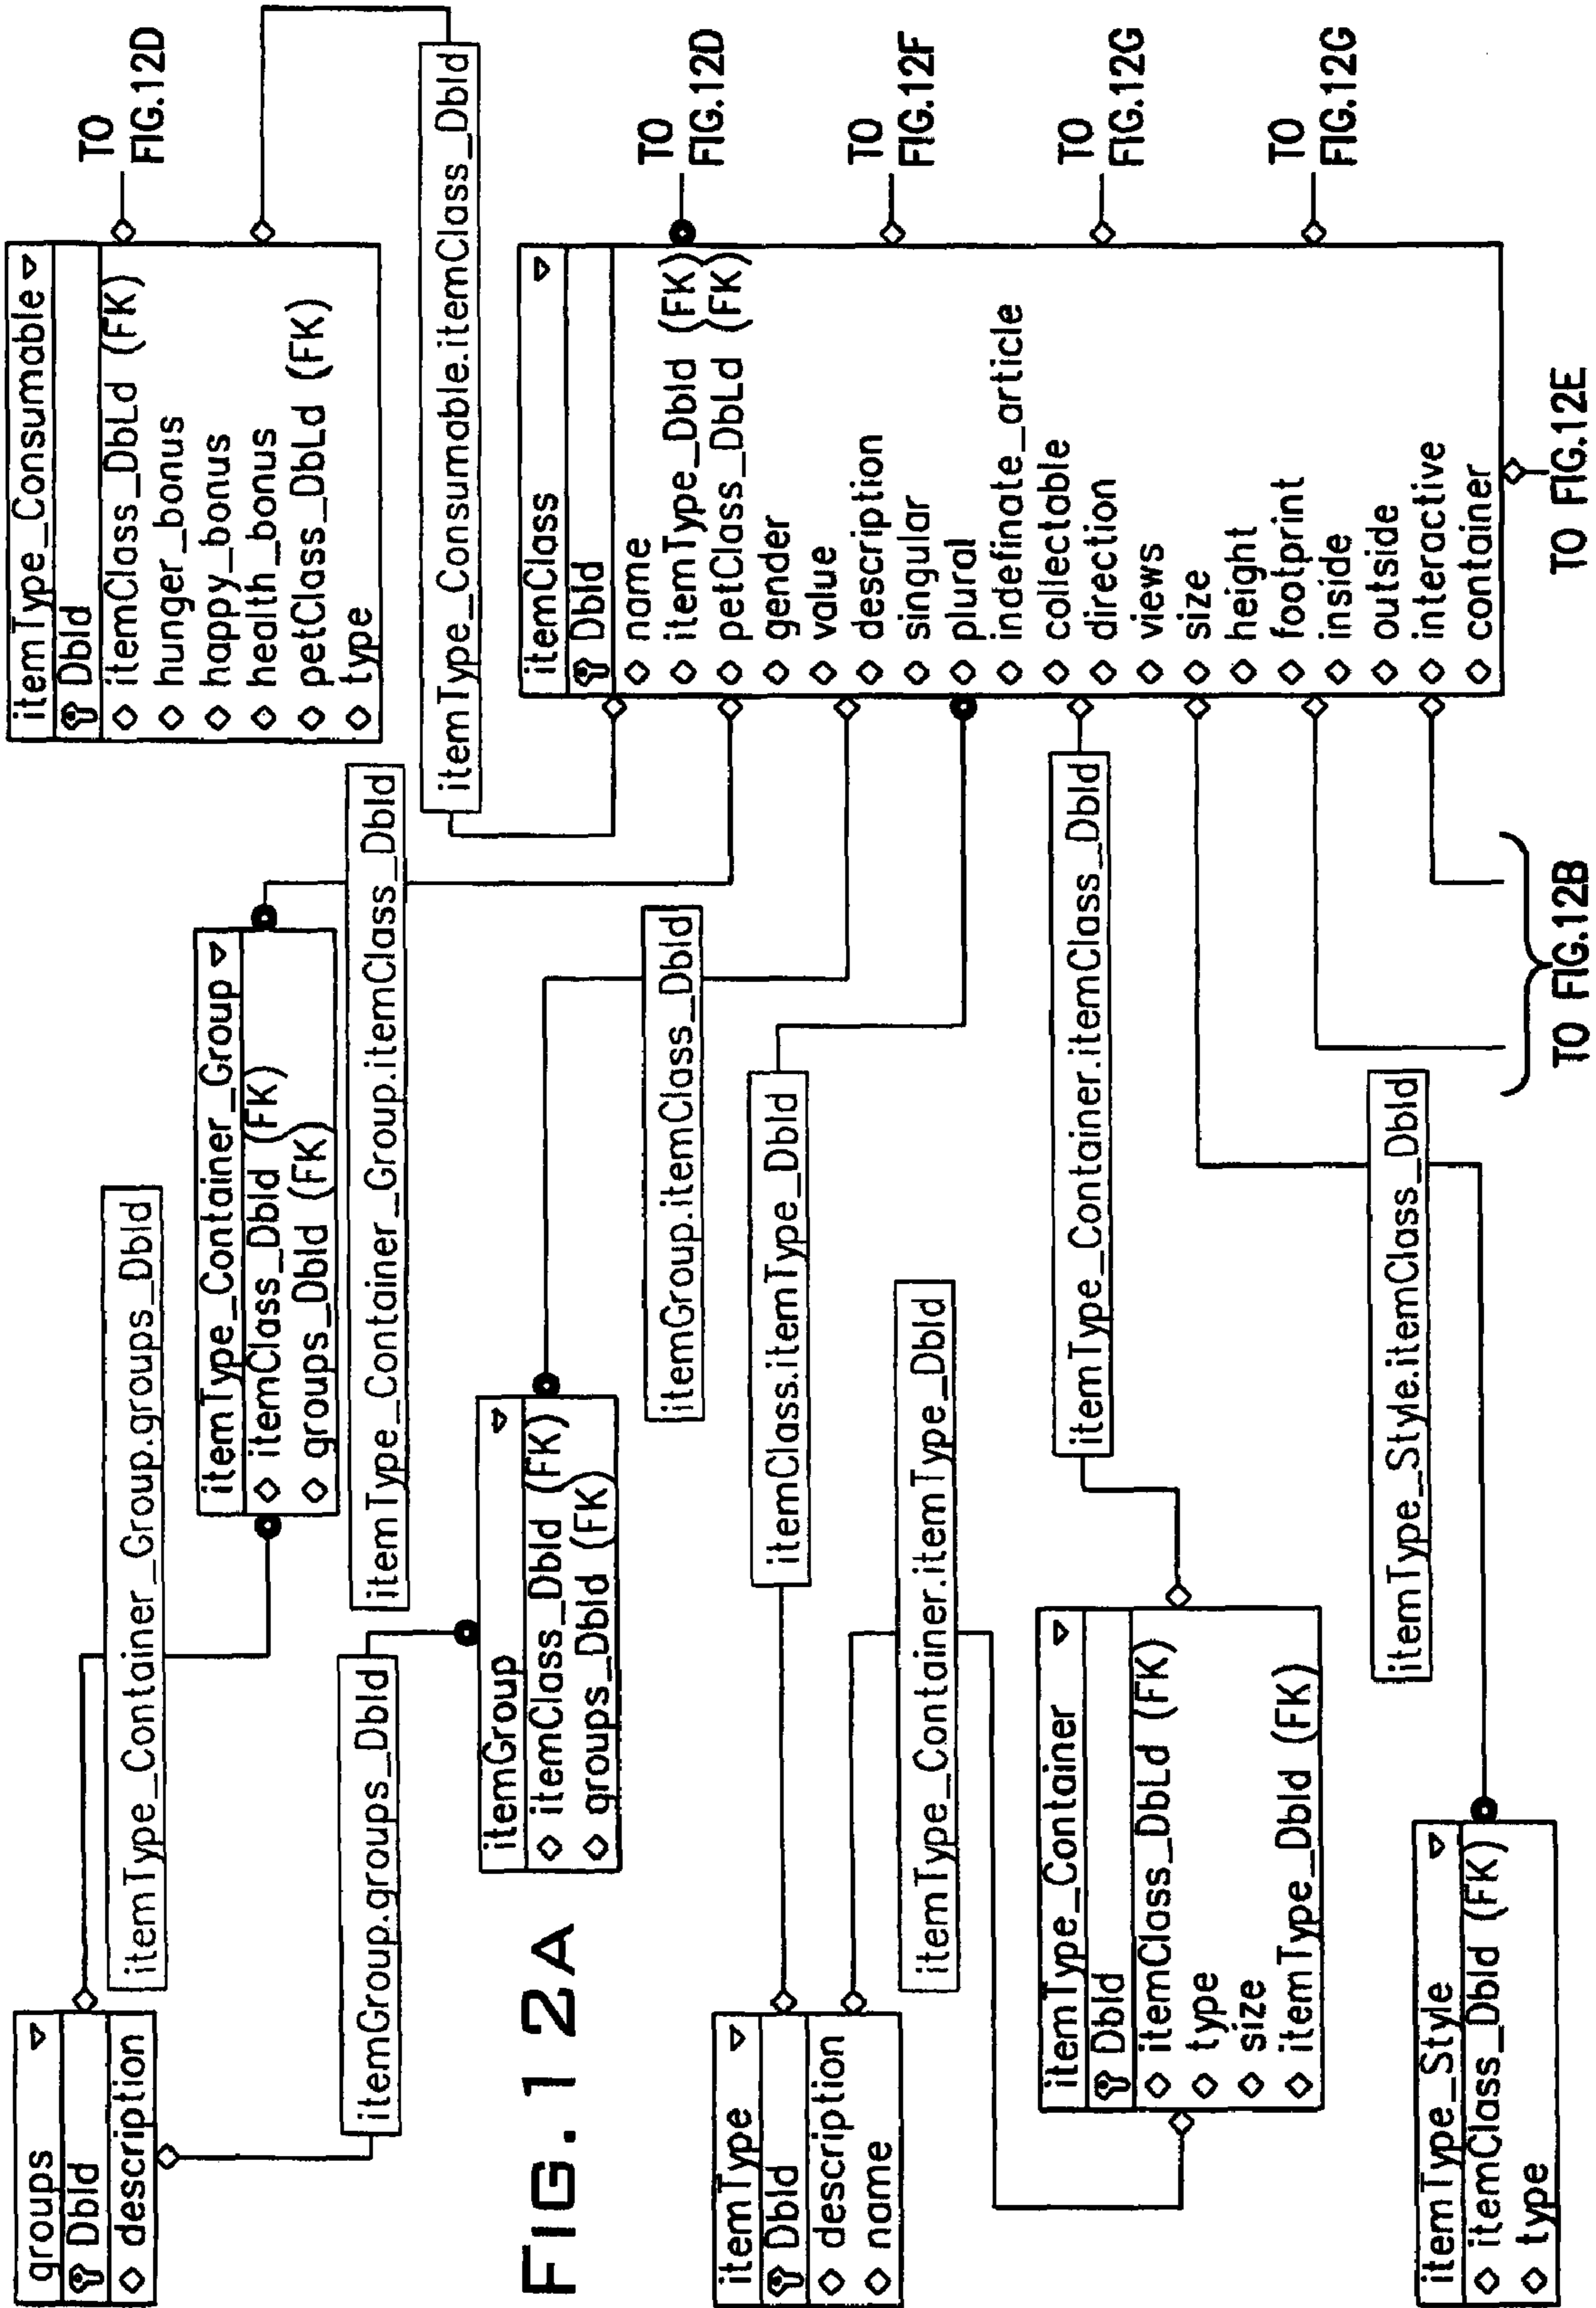 groups
DbId
description
itemType_Container_Group.groups_DbId
itemGroup.groups_DbId
itemType_Container_Group
itemClass_DbId (FK)
groups_DbId (FK)
itemType_Container_Group.itemClass_DbId
itemType_Consumable
DbId
itemClass_DbLd (FK)
hunger_bonus
happy_bonus
health_bonus
petClass_DbLd (FK)
type
TO
FIG.12D
itemType_Consumable.itemClass_DbId
FIG.12A
itemGroup
itemClass_DbId (FK)
groups_DbId (FK)
itemGroup.itemClass_DbId
itemType
DbId
description
name
itemClass.itemType_DbId
itemType_Container.itemType_DbId
itemType_Container
DbId
itemClass_DbLd (FK)
type
size
itemType_DbId (FK)
itemType_Container.itemClass_DbId
itemType_Style
itemClass_DbId (FK)
type
itemType_Style.itemClass_DbId
itemClass
DbId
name
itemType_DbId (FK)
petClass_DbLd (FK)
gender
value
description
singular
plural
indefinate_article
collectable
direction
views
size
height
footprint
inside
outside
interactive
container
TO
FIG.12D
TO
FIG.12F
TO
FIG.12G
TO
FIG.12G
TO FIG.12B
TO FIG.12E